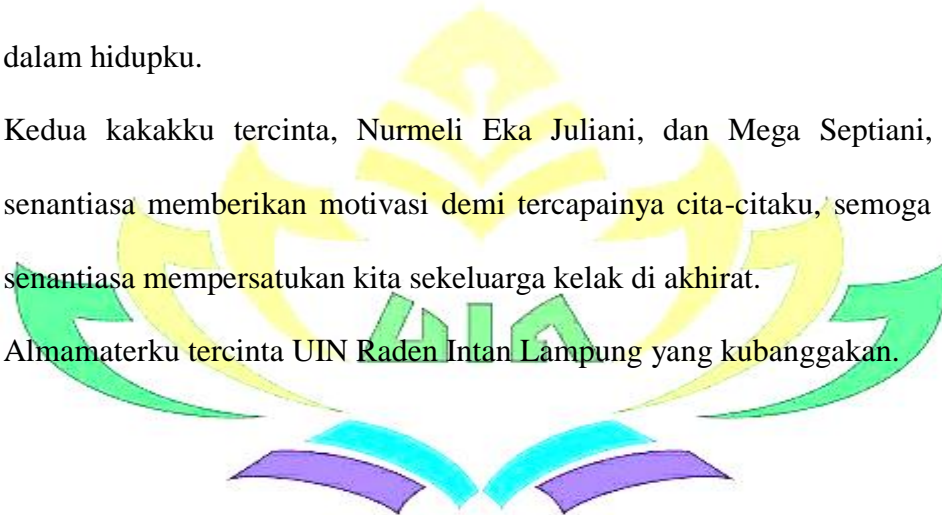 dalam hidupku.
Kedua kakakku tercinta, Nurmeli Eka Juliani, dan Mega Septiani,
senantiasa memberikan motivasi demi tercapainya cita-citaku, semoga
senantiasa mempersatukan kita sekeluarga kelak di akhirat.
Almamaterku tercinta UIN Raden Intan Lampung yang kubanggakan.